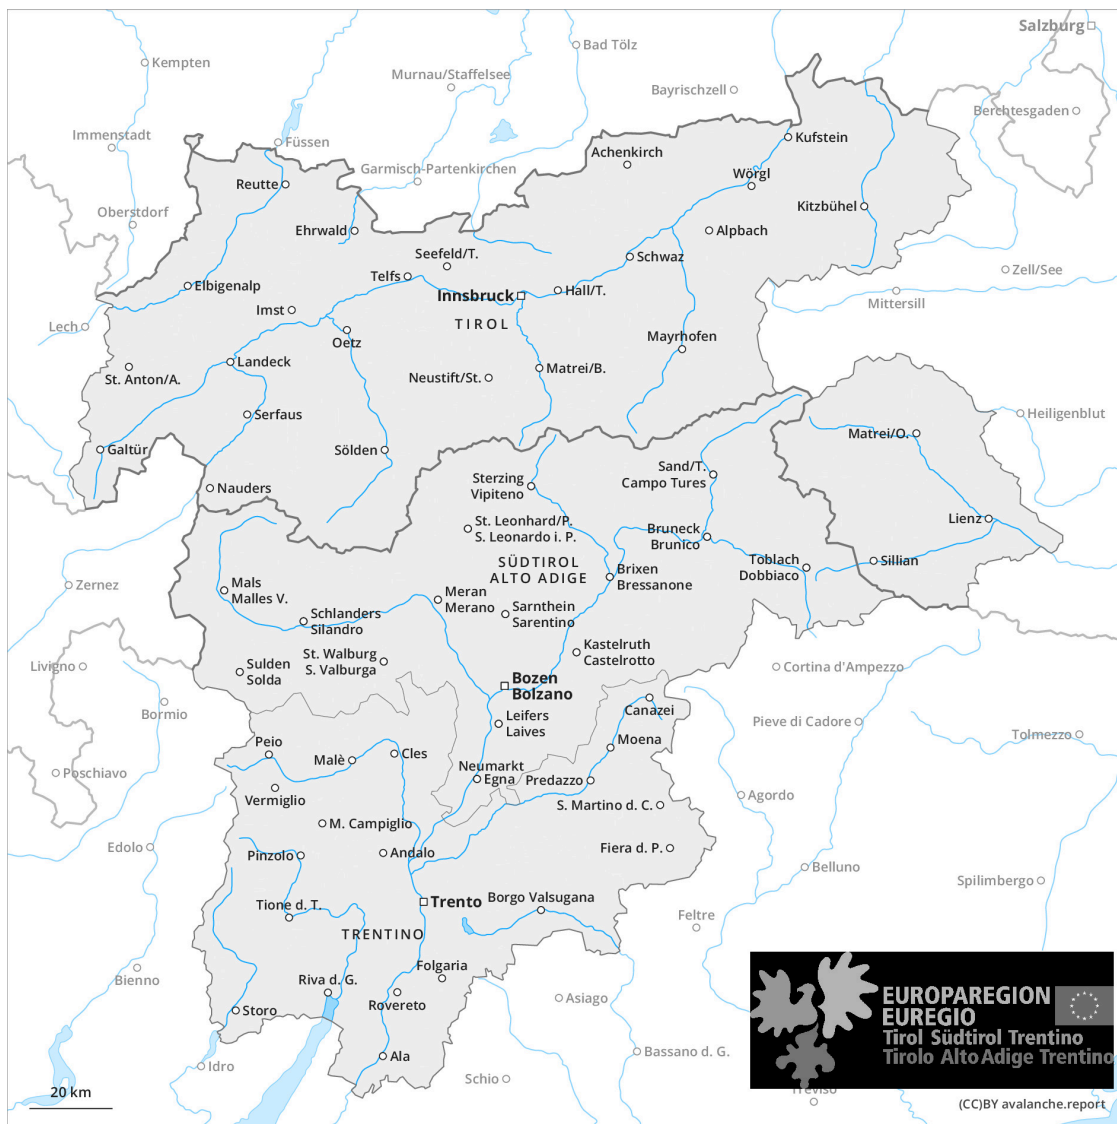 Salzburg
Bad Tölz
Kempten
Murnau/Staffelsee
Bayrischzell
Berchtesgaden
Immenstadt
Füssen
Kufstein
Achenkirch
Garmisch-Partenkirchen
Wörgl
Reutte
Kitzbühel
Oberstdorf
Ehrwald
Alpbach
Seefeld/T.
Schwaz
Zell/See
Telfs
Elbigenalp
Innsbruck
Hall/T.
Mittersill
Imst
TIROL
Lech
Oetz
Mayrhofen
Landeck
Matrei/B.
St. Anton/A.
Neustift/St.
Serfaus
Heiligenblut
Matrei/O.
Galtür
Sölden
Sand/T.
Campo Tures
Sterzing
Vipiteno
Nauders
Lienz
St. Leonhard/P.
S. Leonardo i. P.
Bruneck
Brunico
SÜDTIROL
ALTO ADIGE
Toblach
Dobbiaco
Sillian
Brixen
Bressanone
Zernez
Mals
Malles V.
Meran
Merano
Sarnthein
Sarentino
Schlanders
Silandro
Kastelruth
Castelrotto
St. Walburg
S. Valburga
Livigno
Sulden
Solda
Cortina d'Ampezzo
Bozen
Bolzano
Canazei
Bormio
Leifers
Laives
Pieve di Cadore
Tolmezzo
Peio
Moena
Cles
Malè
Neumarkt
Egna
Predazzo
Poschiavo
Vermiglio
Agordo
S. Martino d. C.
M. Campiglio
Edolo
Pinzolo
Andalo
Fiera d. P.
Belluno
Spilimbergo
Trento
Borgo Valsugana
Tione d. T.
Feltre
TRENTINO
Bienno
Folgaria
Riva d. G.
Rovereto
Asiago
Storo
EUROPAREGION
EUREGIO
Tirol Südtirol Trentino
Tirolo Alto Adige Trentino
Ala
Bassano d. G.
Idro
Schio
Treviso
20 km
(CC)BY avalanche.report